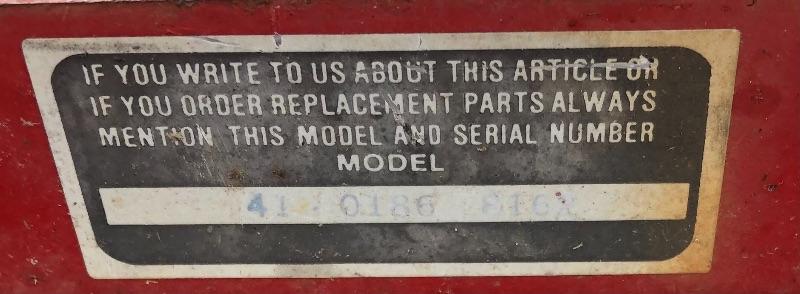 IF YOU WRITE TO US ABOUT THIS ARTICLE OR
IF YOU ORDER REPLACEMENT PARTS ALWAYS
MENTION THIS MODEL AND SERIAL NUMBER
MODEL
41 0186